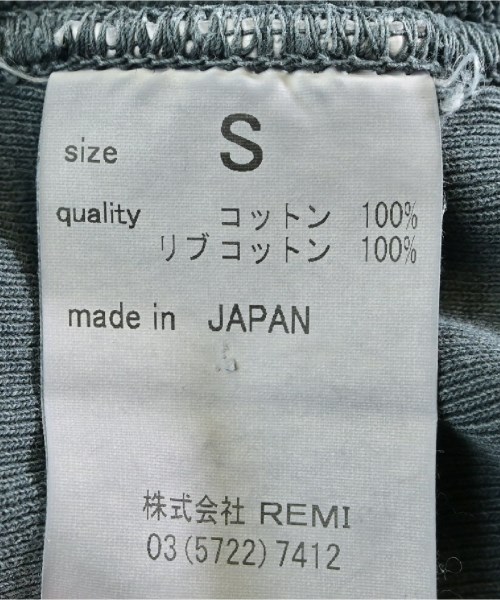 size S
quality コットン 100%
リブコットン 100%
made in JAPAN
株式会社 REMI
03(5722)7412